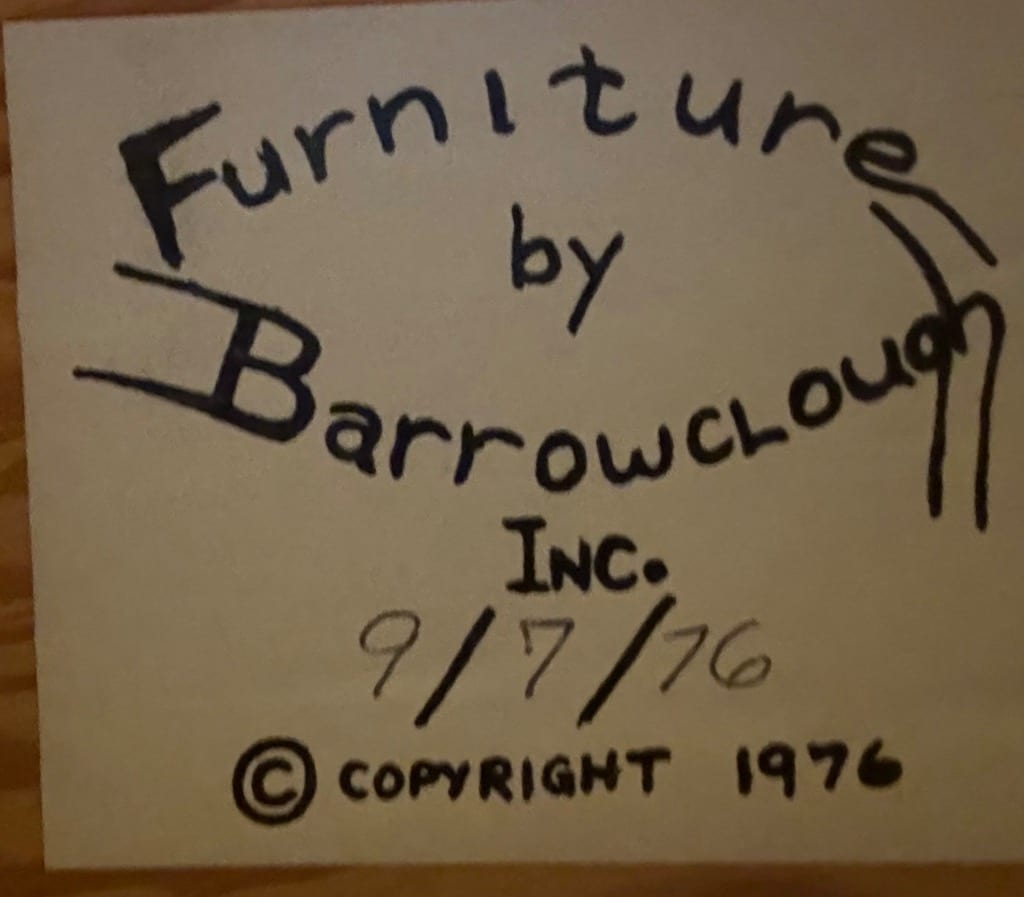 Furniture
by
Barrowclough
INC.
9/7/76
© COPYRIGHT 1976